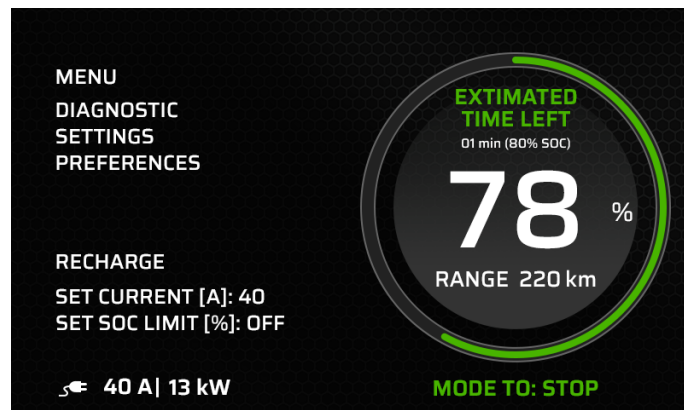 MENU
DIAGNOSTIC
SETTINGS
PREFERENCES
RECHARGE
SET CURRENT [A]: 40
SET SOC LIMIT [%]: OFF
40 A| 13 kW
EXTIMATED
TIME LEFT
01 min (80% SOC)
78 %
RANGE 220 km
MODE TO: STOP